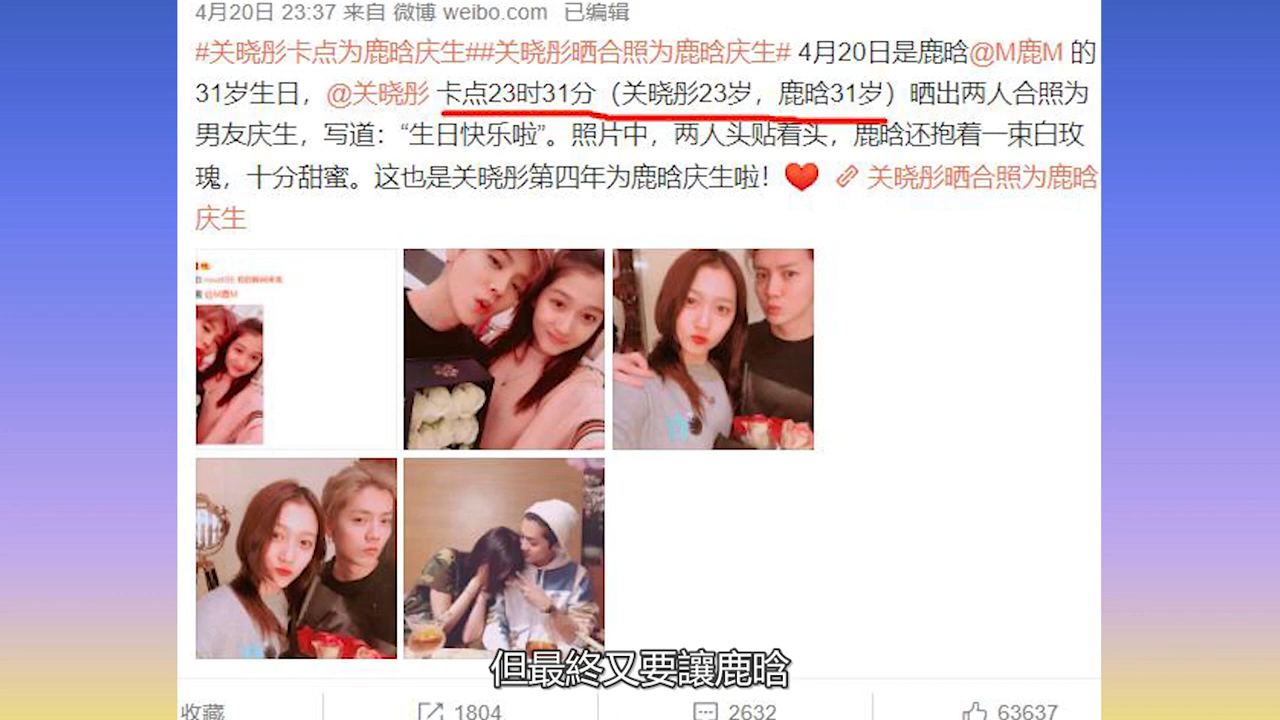 4月20日 23:37 来自 微博 weibo.com 已编辑
#关晓彤卡点为鹿晗庆生##关晓彤晒合照为鹿晗庆生# 4月20日是鹿晗@M鹿M 的
31岁生日，@关晓彤 卡点23时31分（关晓彤23岁，鹿晗31岁）晒出两人合照为
男友庆生，写道：“生日快乐啦”。照片中，两人头贴着头，鹿晗还抱着一束白玫
瑰，十分甜蜜。这也是关晓彤第四年为鹿晗庆生啦！ 关晓彤晒合照为鹿晗
庆生
@M鹿M
但最終又要讓鹿晗
收藏 1804 2632 63637